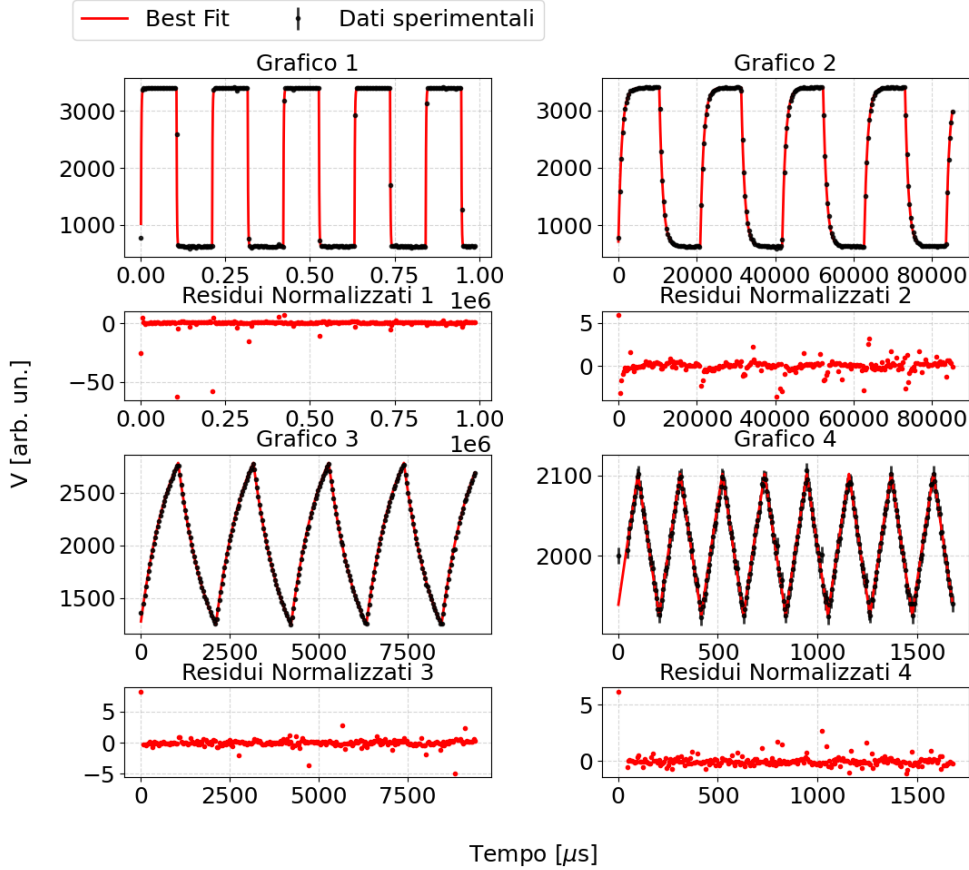 Best Fit
Dati sperimentali
Grafico 1
3000
2000
1000
0.00 0.25 0.50 0.75 1.00
1e6
Grafico 2
3000
2000
1000
0 20000 40000 60000 80000
Residui Normalizzati 1
0
−50
0.00 0.25 0.50 0.75 1.00
1e6
Residui Normalizzati 2
5
0
0 20000 40000 60000 80000
Grafico 3
2500
2000
1500
0 2500 5000 7500
Grafico 4
2100
2000
0 500 1000 1500
Residui Normalizzati 3
5
0
−5
0 2500 5000 7500
Residui Normalizzati 4
5
0
0 500 1000 1500
V [arb. un.]
Tempo [μs]